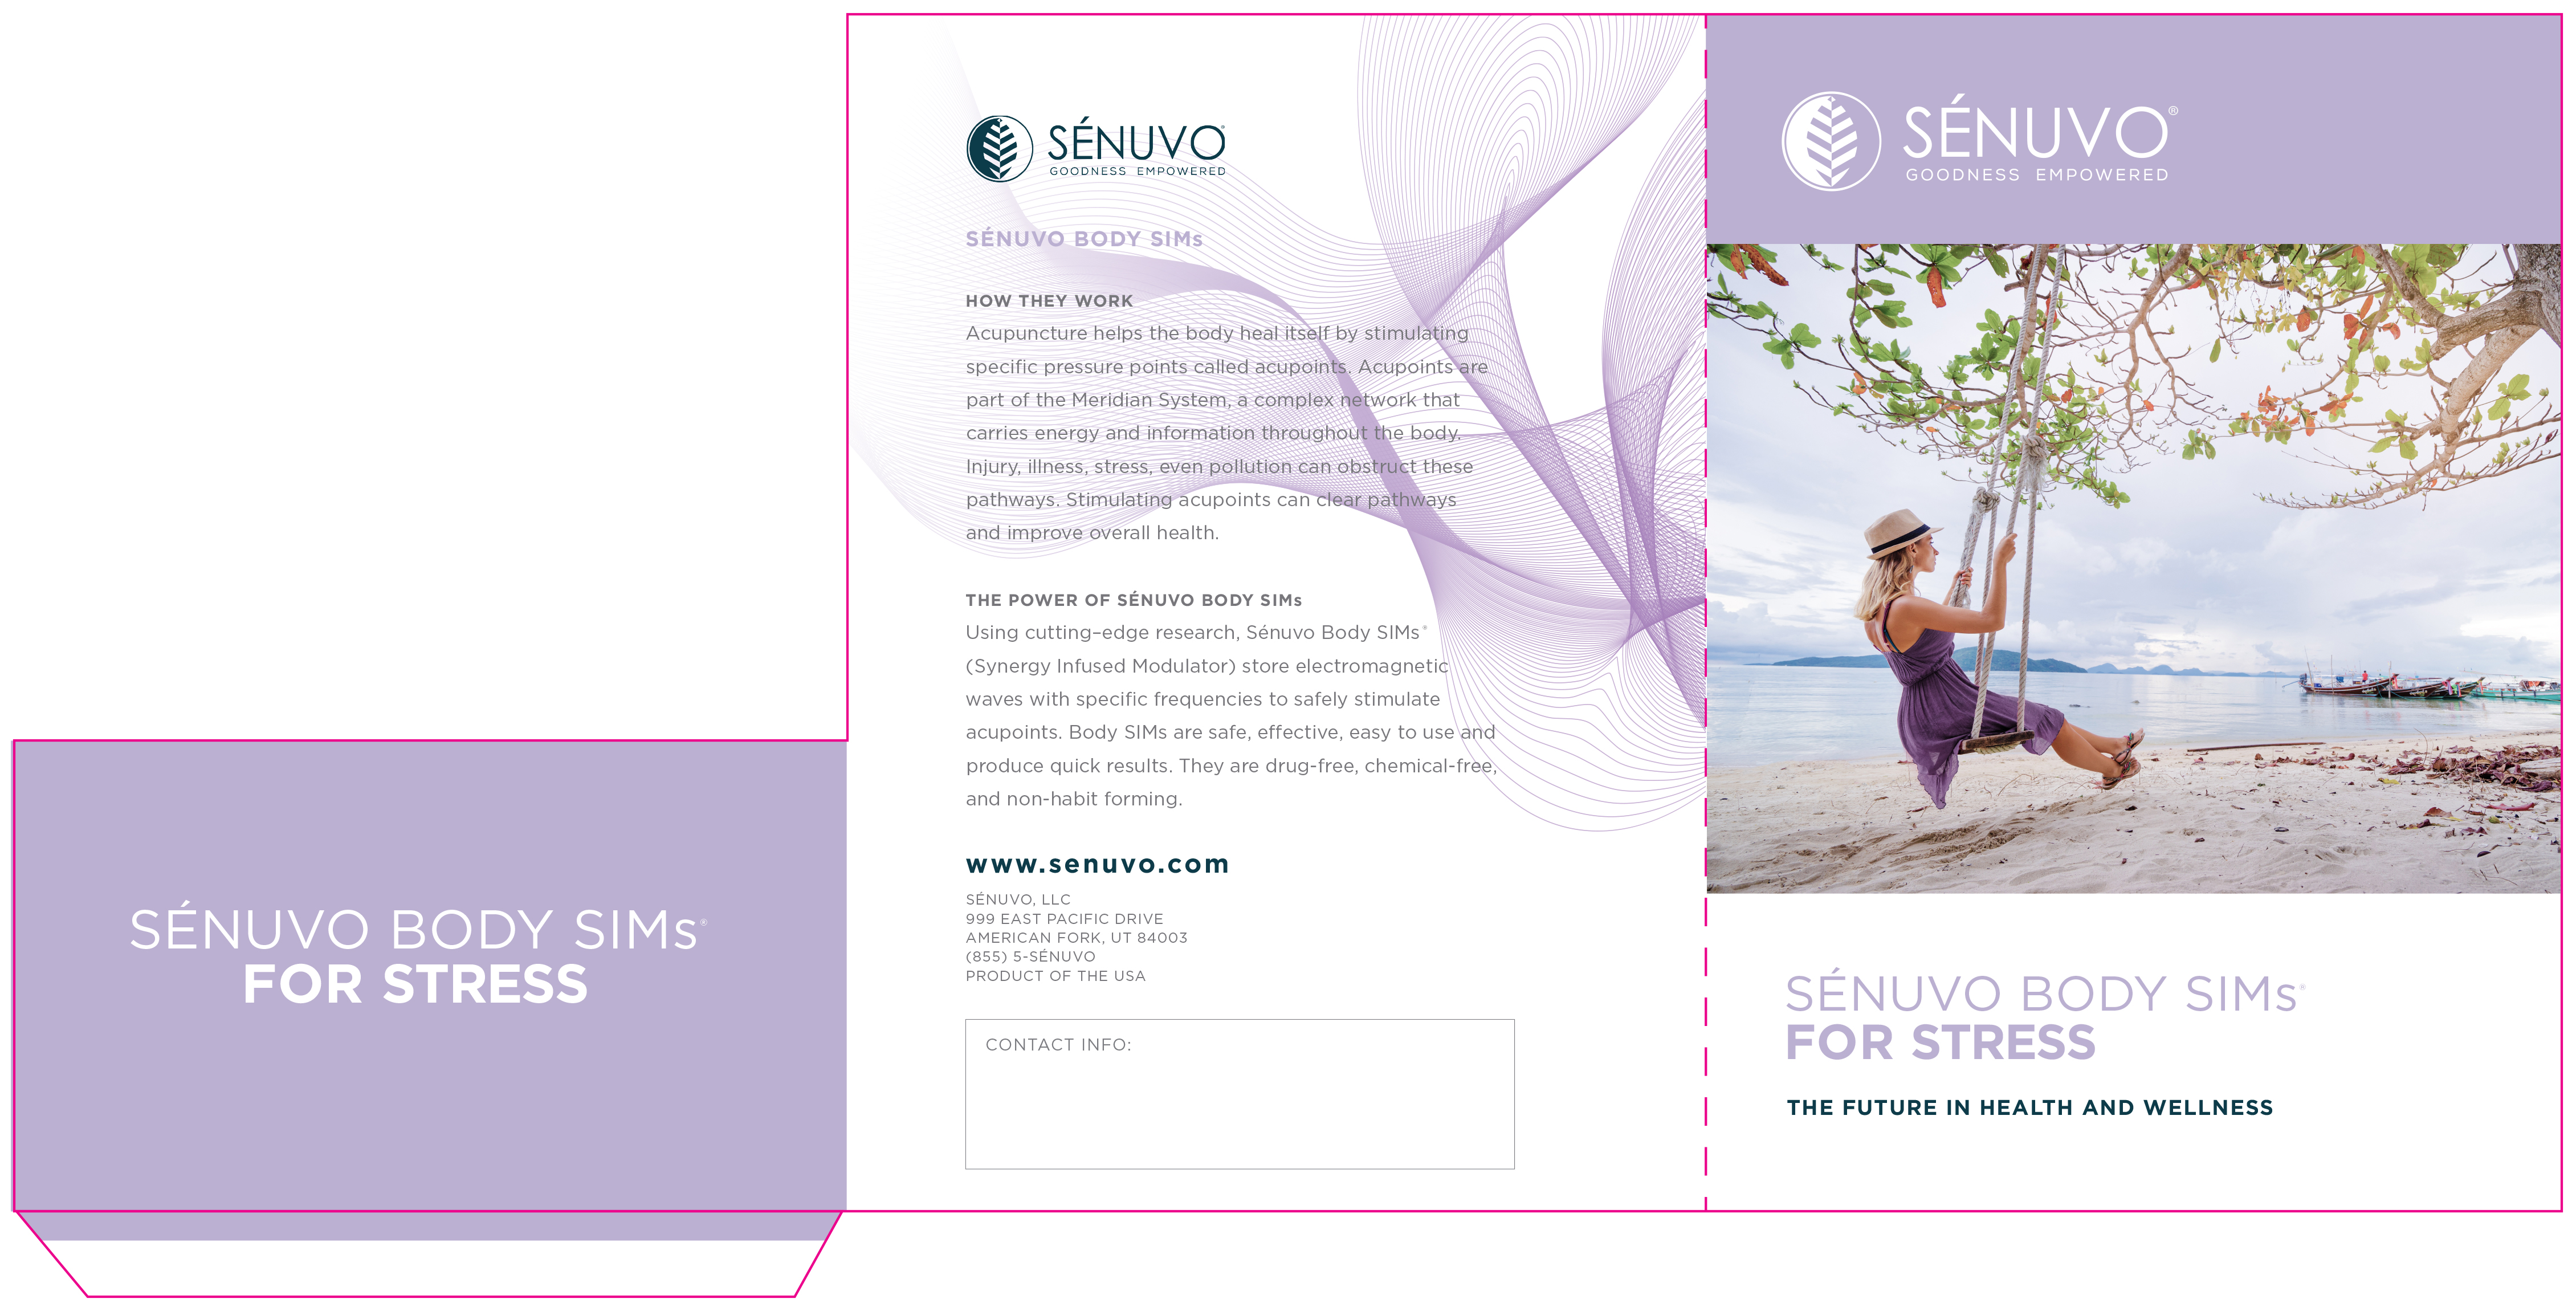 SÉNUVO BODY SIMs®
FOR STRESS
SÉNUVO®
GOODNESS EMPOWERED
SÉNUVO BODY SIMs
HOW THEY WORK
Acupuncture helps the body heal itself by stimulating
specific pressure points called acupoints. Acupoints are
part of the Meridian System, a complex network that
carries energy and information throughout the body.
Injury, illness, stress, even pollution can obstruct these
pathways. Stimulating acupoints can clear pathways
and improve overall health.
THE POWER OF SÉNUVO BODY SIMs
Using cutting–edge research, Sénuvo Body SIMs®
(Synergy Infused Modulator) store electromagnetic
waves with specific frequencies to safely stimulate
acupoints. Body SIMs are safe, effective, easy to use and
produce quick results. They are drug-free, chemical-free,
and non-habit forming.
www.senuvo.com
SÉNUVO, LLC
999 EAST PACIFIC DRIVE
AMERICAN FORK, UT 84003
(855) 5-SÉNUVO
PRODUCT OF THE USA
CONTACT INFO:
SÉNUVO®
GOODNESS EMPOWERED
SÉNUVO BODY SIMs®
FOR STRESS
THE FUTURE IN HEALTH AND WELLNESS